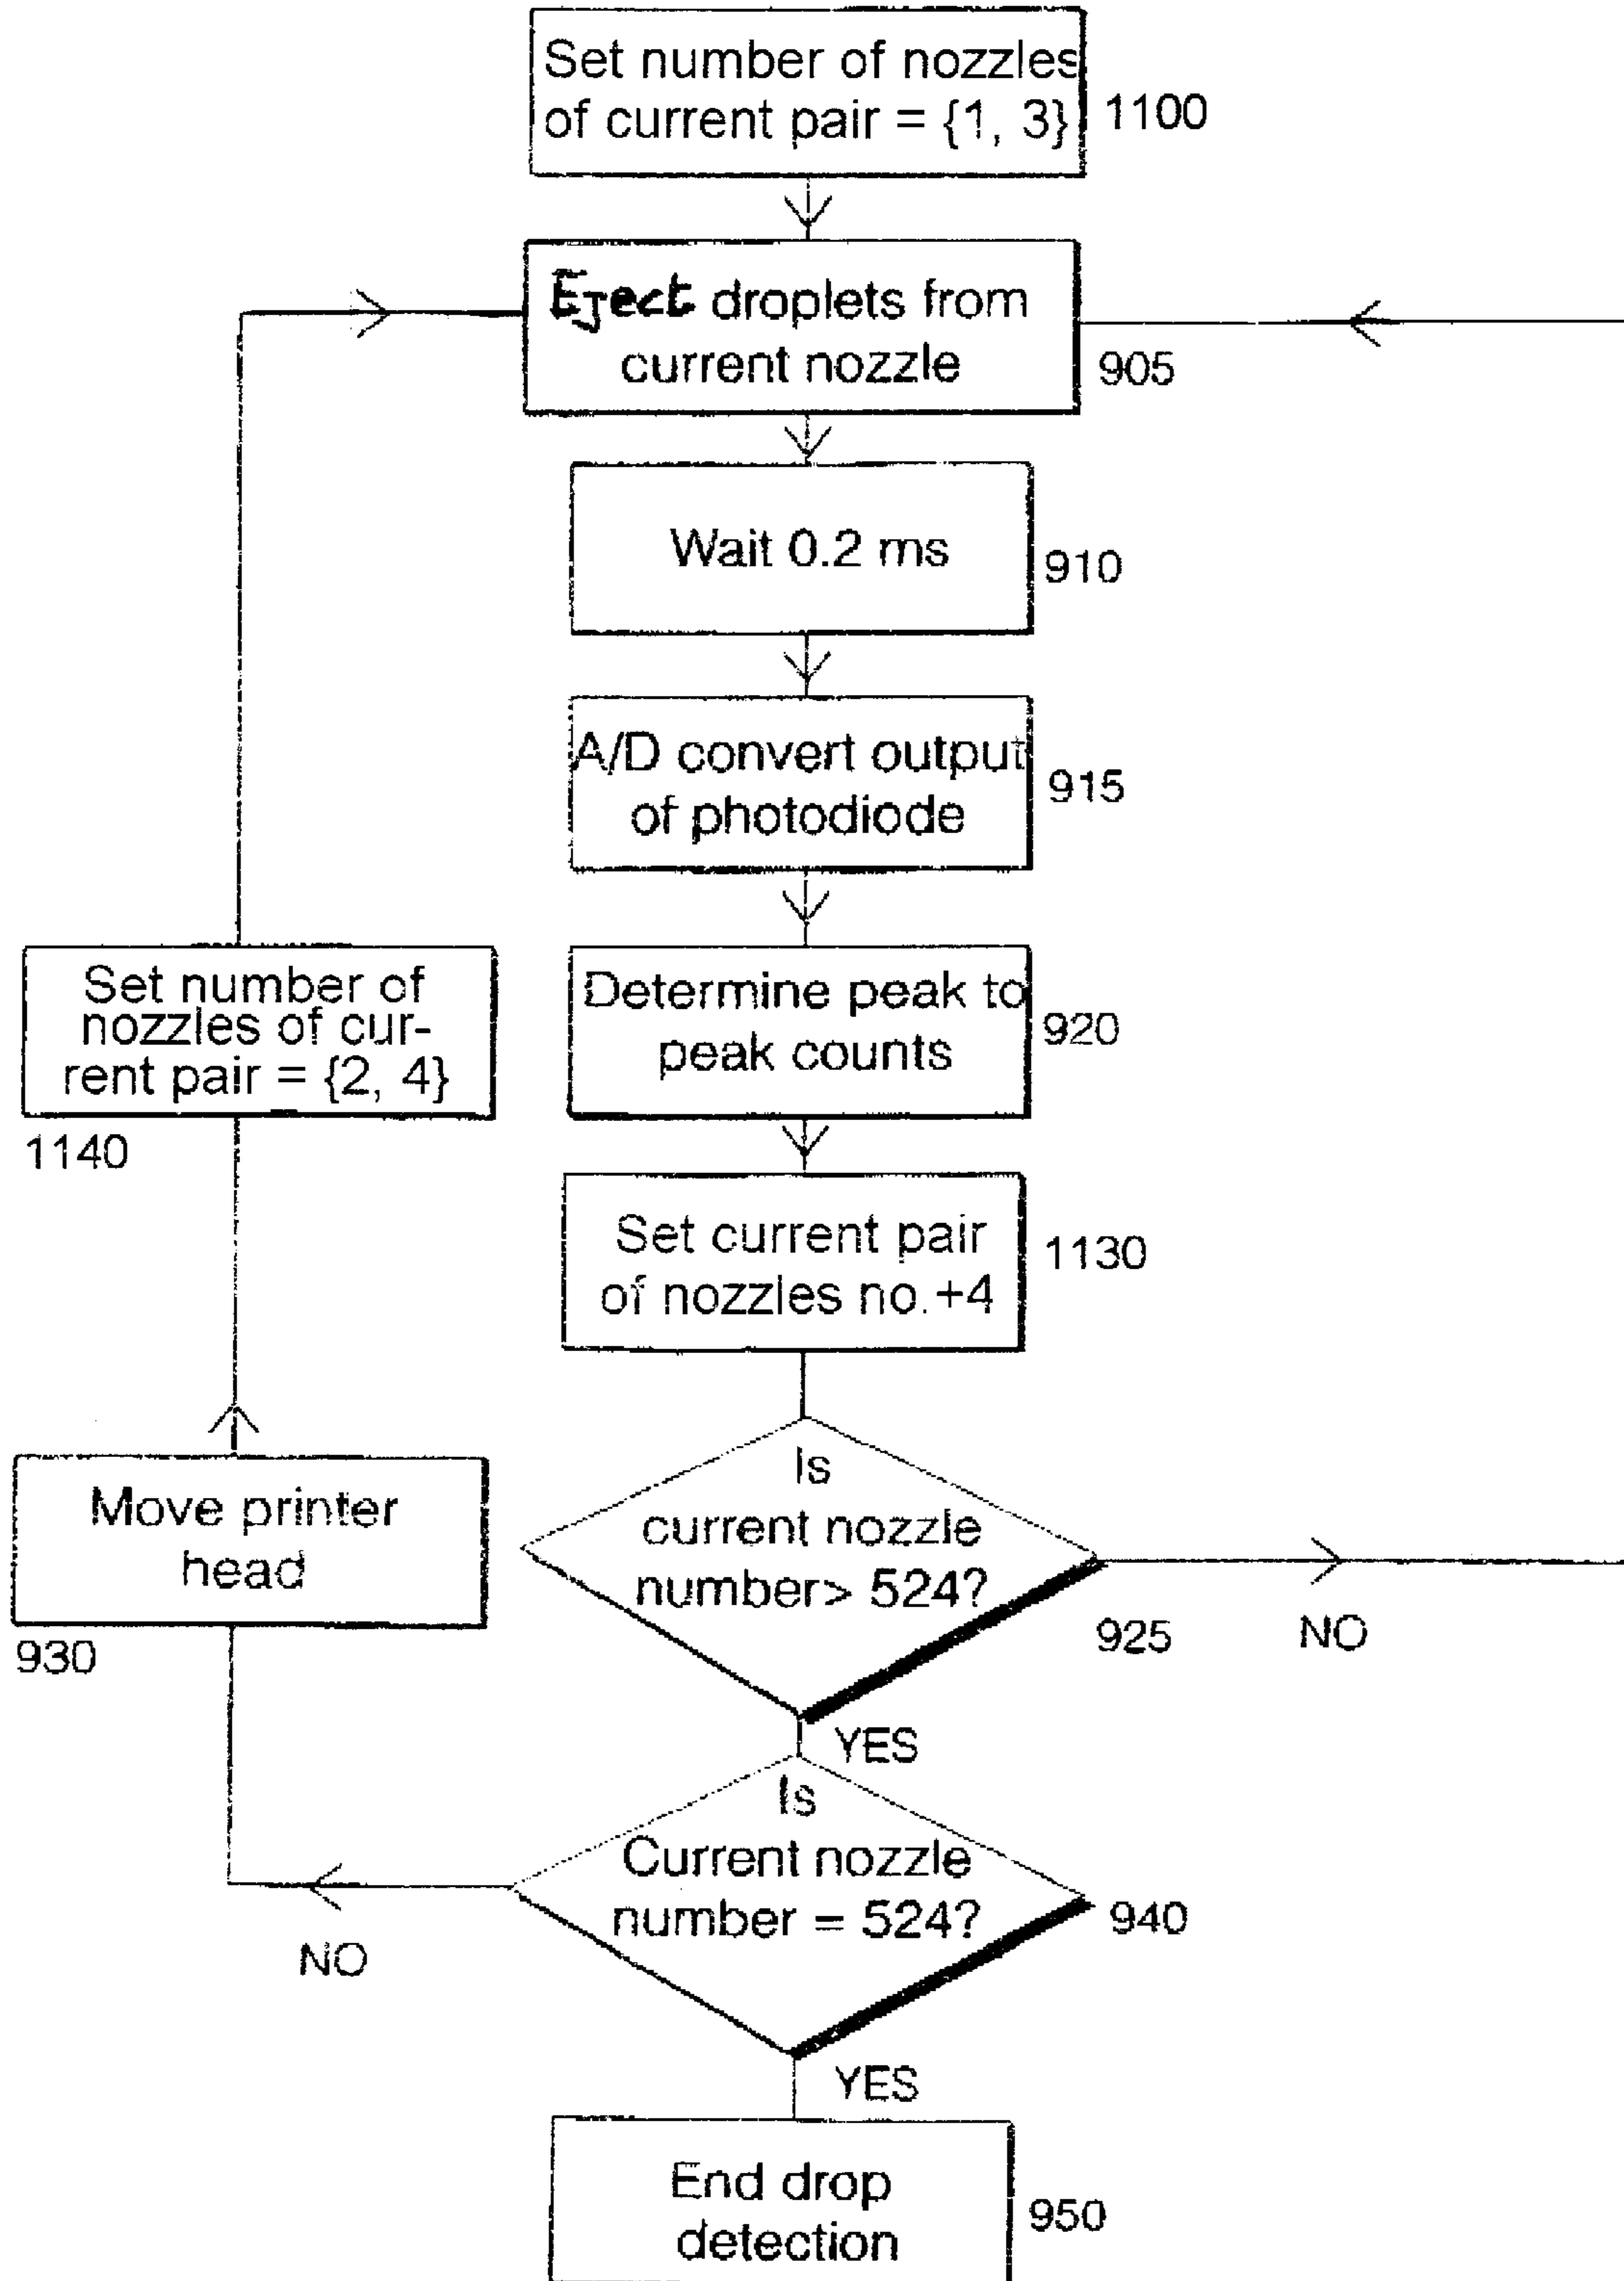 Set number of nozzles
of current pair = {1, 3}
1100
Eject droplets from
current nozzle
905
Wait 0.2 ms
910
A/D convert output
of photodiode
915
Determine peak to
peak counts
920
Set number of
nozzles of cur-
rent pair = {2, 4}
1140
Set current pair
of nozzles no.+4
1130
Is
current nozzle
number> 524?
925
NO
YES
Move printer
head
930
Is
Current nozzle
number = 524?
940
NO
YES
End drop
detection
950